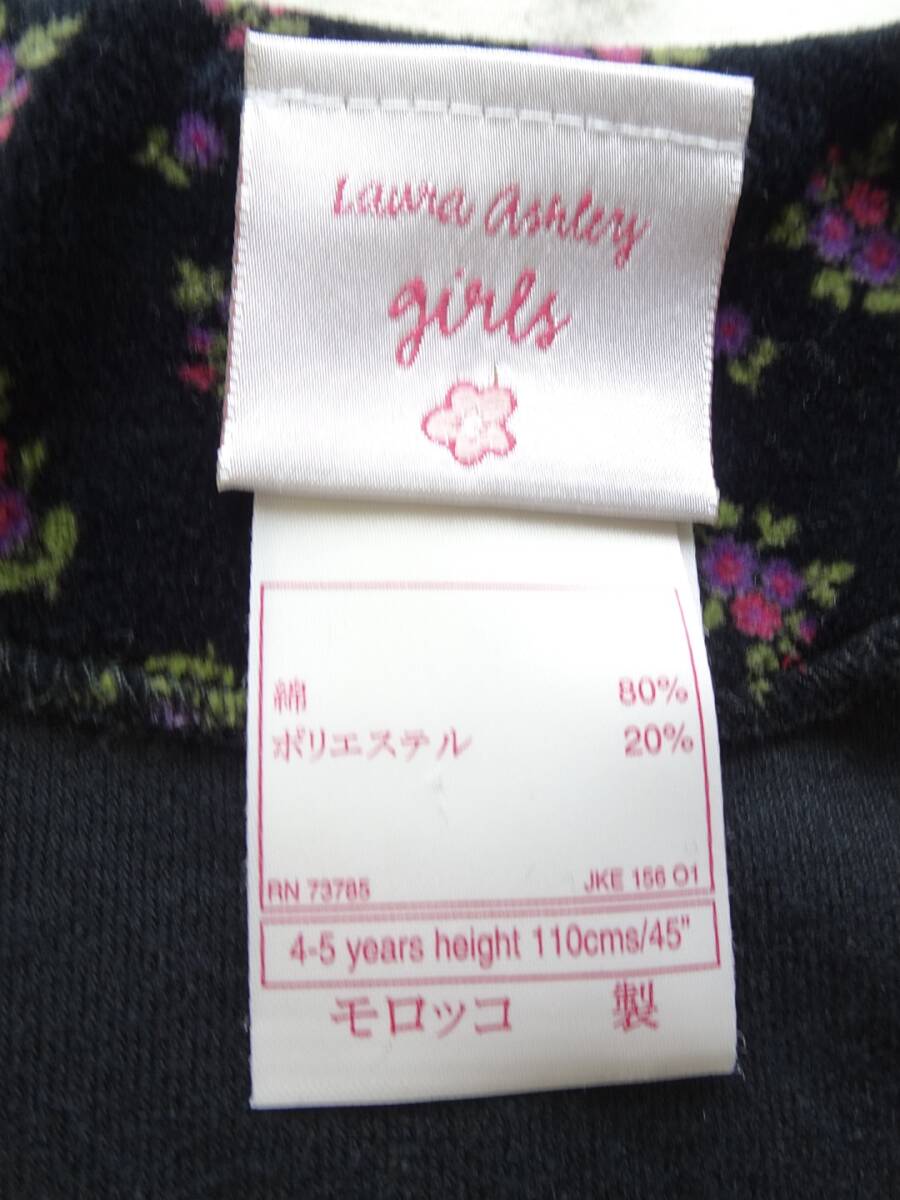 Laura Ashley
girls
綿 80%
ポリエステル 20%
RN 73785 JKE 156 O1
4-5 years height 110cms/45"
モロッコ 製